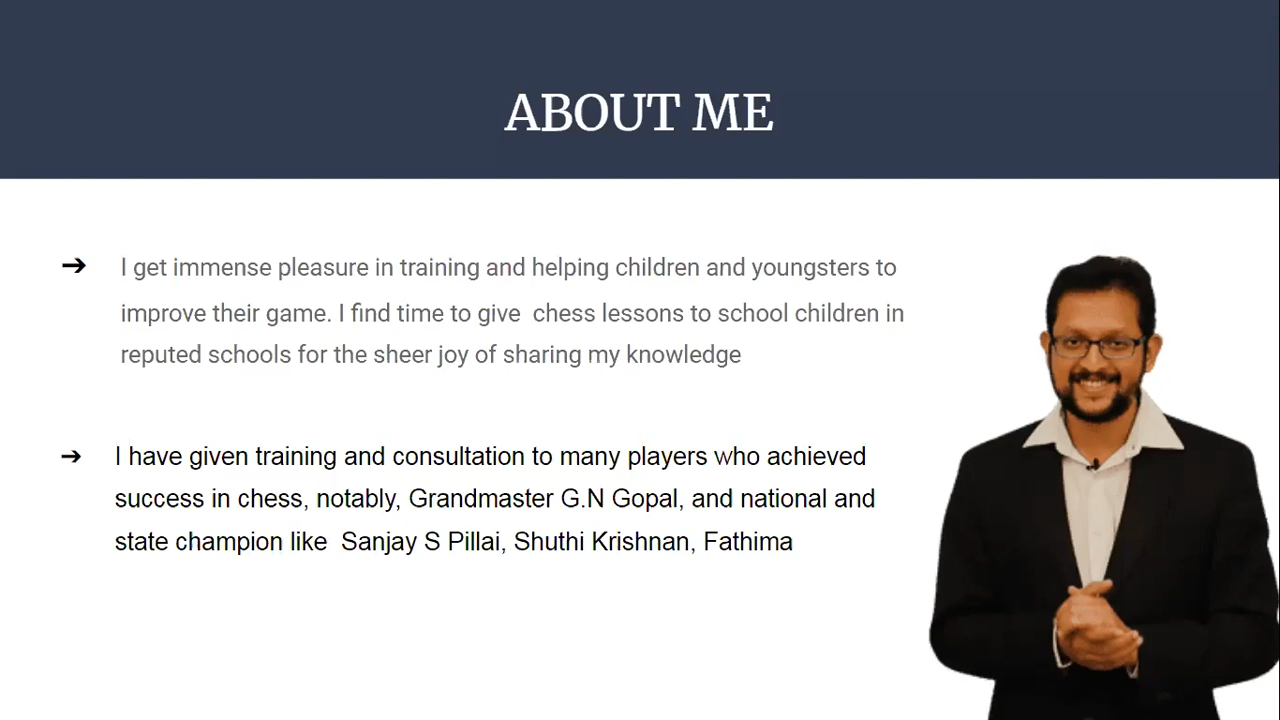 ABOUT ME
➔ I get immense pleasure in training and helping children and youngsters to
improve their game. I find time to give  chess lessons to school children in
reputed schools for the sheer joy of sharing my knowledge
➔ I have given training and consultation to many players who achieved
success in chess, notably, Grandmaster G.N Gopal, and national and
state champion like  Sanjay S Pillai, Shuthi Krishnan, Fathima